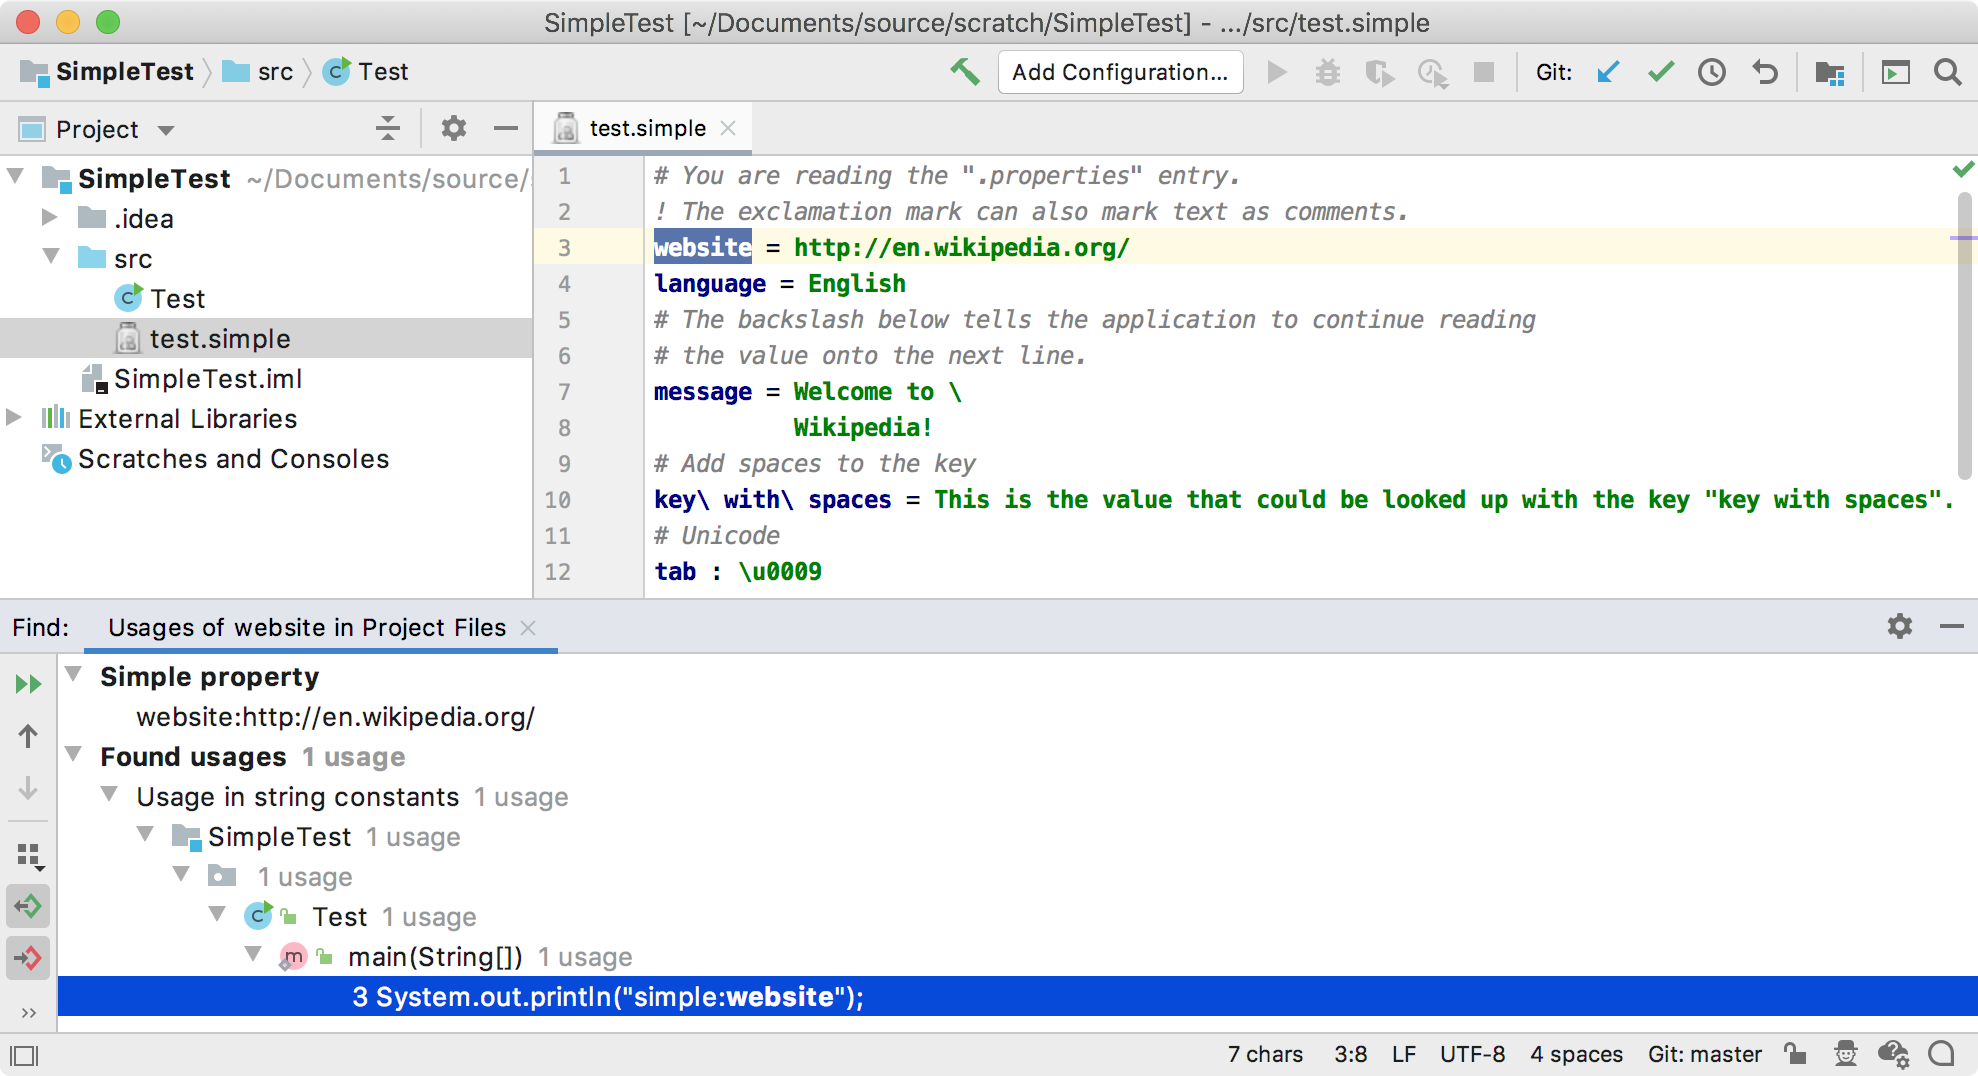 SimpleTest [~/Documents/source/scratch/SimpleTest] - .../src/test.simple
SimpleTest src Test
Add Configuration...
Git:
Project
test.simple
SimpleTest ~/Documents/source/
.idea
src
Test
test.simple
SimpleTest.iml
External Libraries
Scratches and Consoles
1 # You are reading the ".properties" entry.
2 ! The exclamation mark can also mark text as comments.
3 website = http://en.wikipedia.org/
4 language = English
5 # The backslash below tells the application to continue reading
6 # the value onto the next line.
7 message = Welcome to \
8 Wikipedia!
9 # Add spaces to the key
10 key\ with\ spaces = This is the value that could be looked up with the key "key with spaces".
11 # Unicode
12 tab : \u0009
Find: Usages of website in Project Files
Simple property
website:http://en.wikipedia.org/
Found usages 1 usage
Usage in string constants 1 usage
SimpleTest 1 usage
1 usage
C Test 1 usage
m main(String[]) 1 usage
3 System.out.println("simple:website");
7 chars 3:8 LF UTF-8 4 spaces Git: master